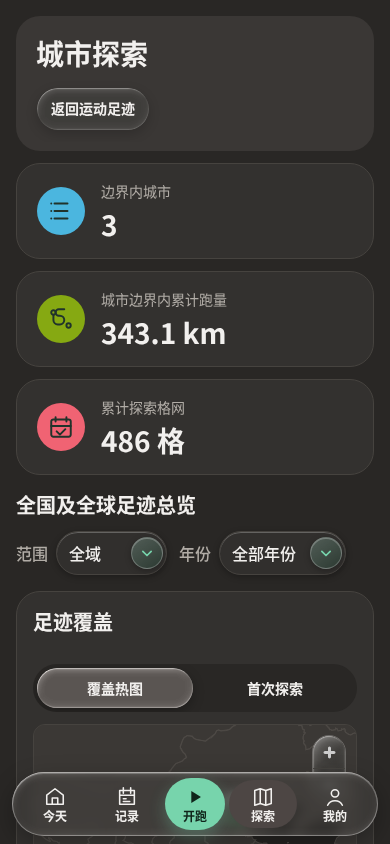 城市探索
返回运动足迹
边界内城市
3
城市边界内累计跑量
343.1 km
累计探索格网
486 格
全国及全球足迹总览
范围 全域 年份 全部年份
足迹覆盖
覆盖热图 首次探索
+
今天 记录 开跑 探索 我的